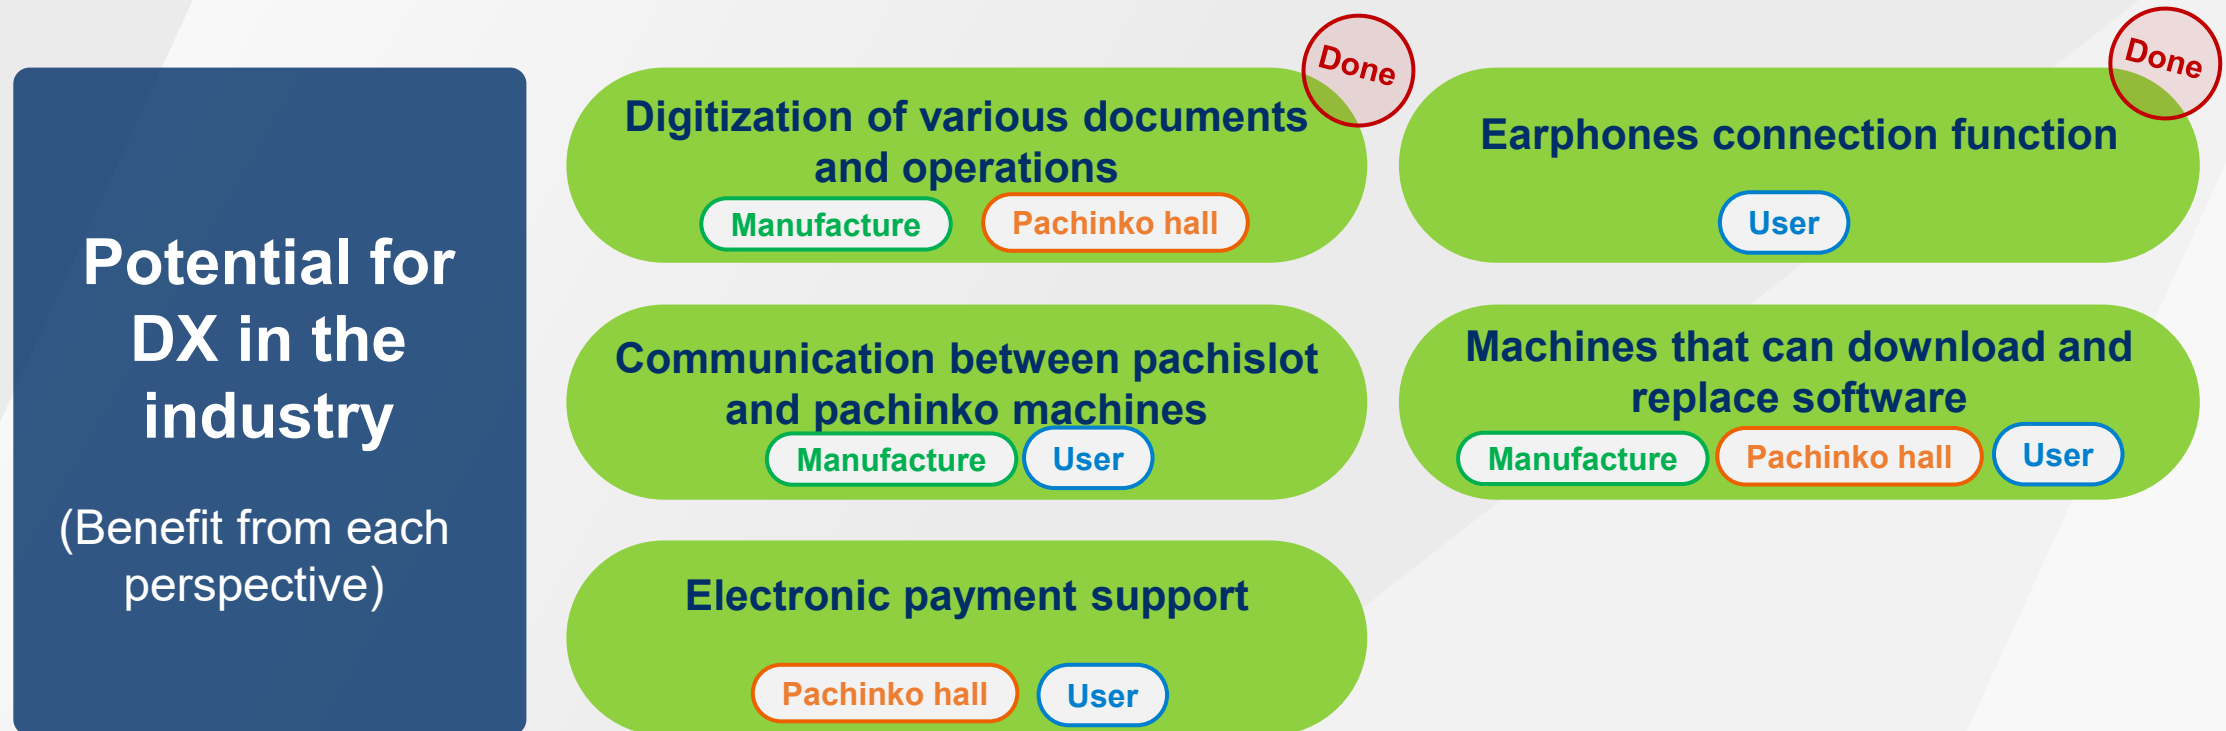 Potential for
DX in the
industry
(Benefit from each
perspective)
Digitization of various documents
and operations
Manufacture Pachinko hall
Done
Earphones connection function
User
Done
Communication between pachislot
and pachinko machines
Manufacture User
Machines that can download and
replace software
Manufacture Pachinko hall User
Electronic payment support
Pachinko hall User